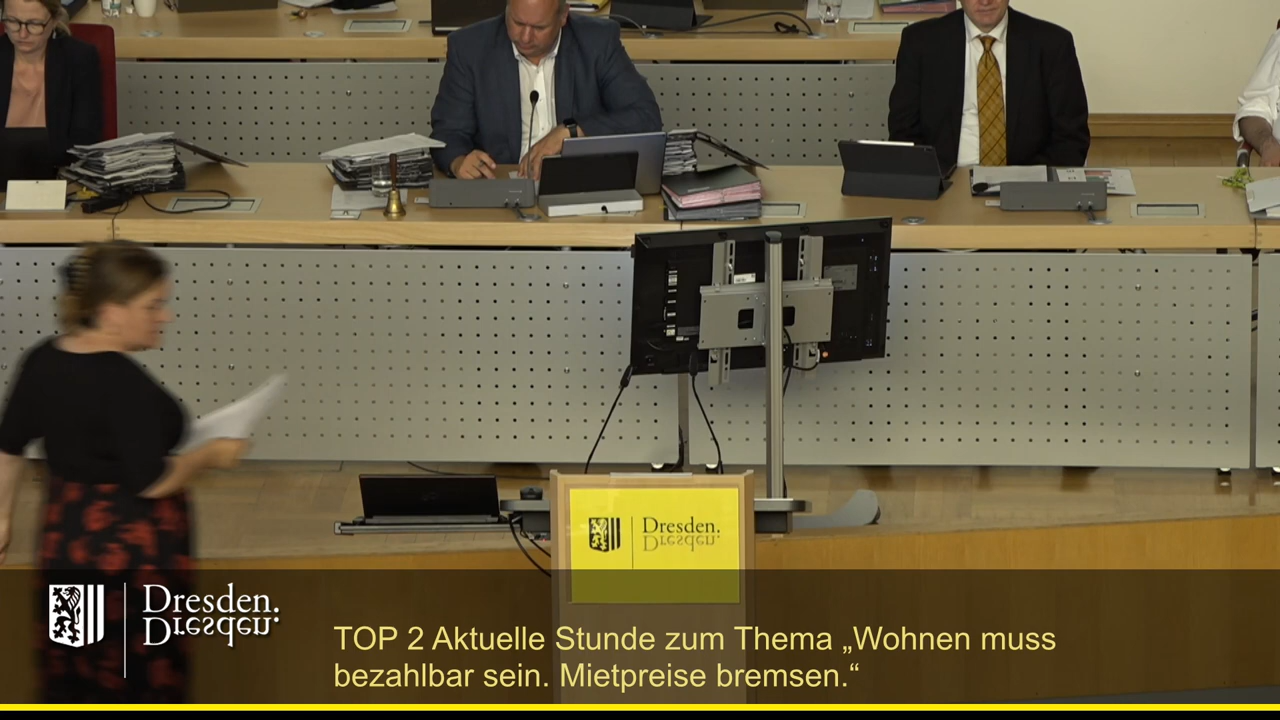 Dresden.
Dresden.
Dresden.
Dresden.
TOP 2 Aktuelle Stunde zum Thema „Wohnen muss
bezahlbar sein. Mietpreise bremsen.“